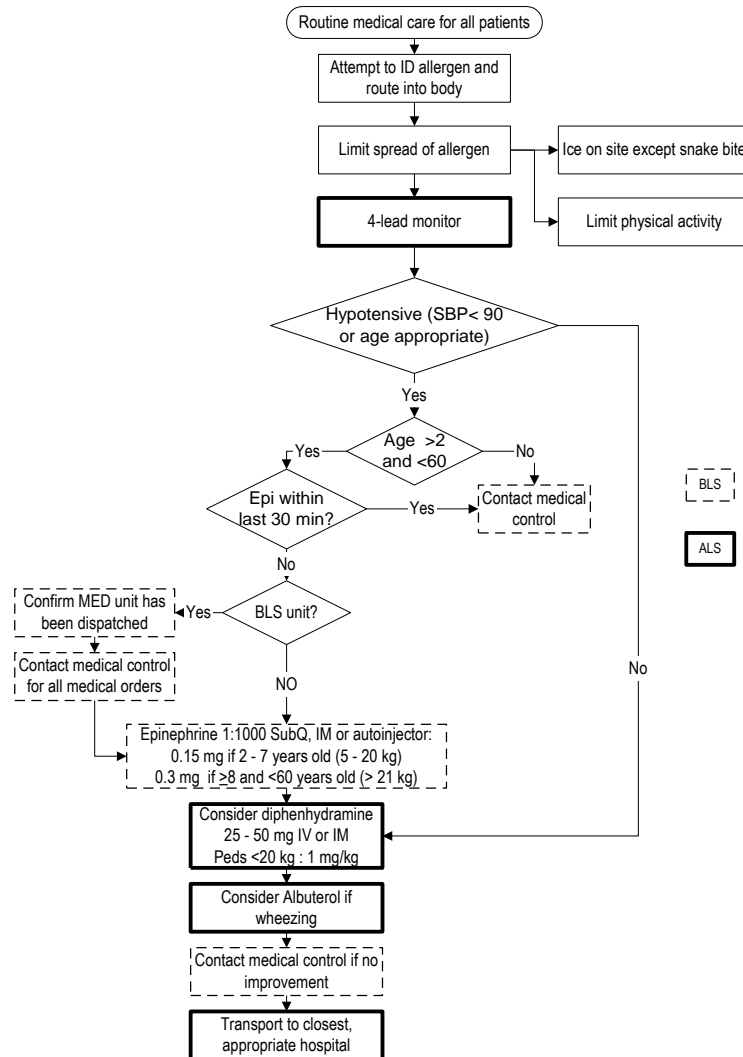 Routine medical care for all patients
Attempt to ID allergen and
route into body
Limit spread of allergen
Ice on site except snake bite
4-lead monitor
Limit physical activity
Hypotensive (SBP< 90
or age appropriate)
Yes
Age >2
and <60
Yes
No
Epi within
last 30 min?
Yes
Contact medical
control
BLS
ALS
No
Confirm MED unit has
been dispatched
Yes
BLS unit?
Contact medical control
for all medical orders
NO
No
Epinephrine 1:1000 SubQ, IM or autoinjector:
0.15 mg if 2 - 7 years old (5 - 20 kg)
0.3 mg if >8 and <60 years old (> 21 kg)
Consider diphenhydramine
25 - 50 mg IV or IM
Peds <20 kg : 1 mg/kg
Consider Albuterol if
wheezing
Contact medical control if no
improvement
Transport to closest,
appropriate hospital